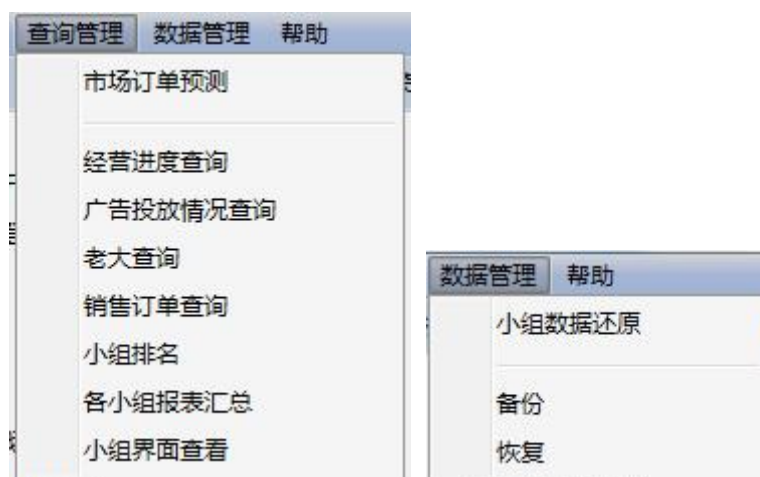 查询管理 数据管理 帮助
市场订单预测
经营进度查询
广告投放情况查询
老大查询
销售订单查询
小组排名
各小组报表汇总
小组界面查看
数据管理 帮助
小组数据还原
备份
恢复